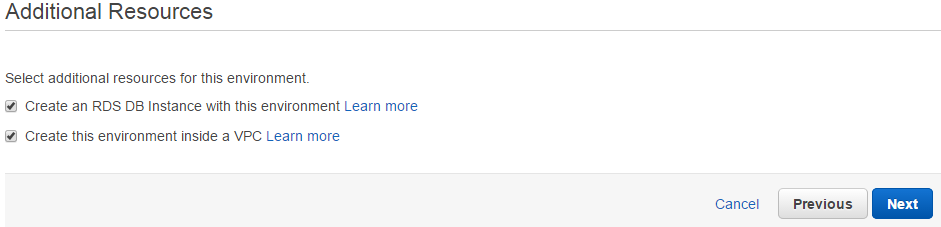 Additional Resources
Select additional resources for this environment.
Create an RDS DB Instance with this environment Learn more
Create this environment inside a VPC Learn more
Cancel Previous Next